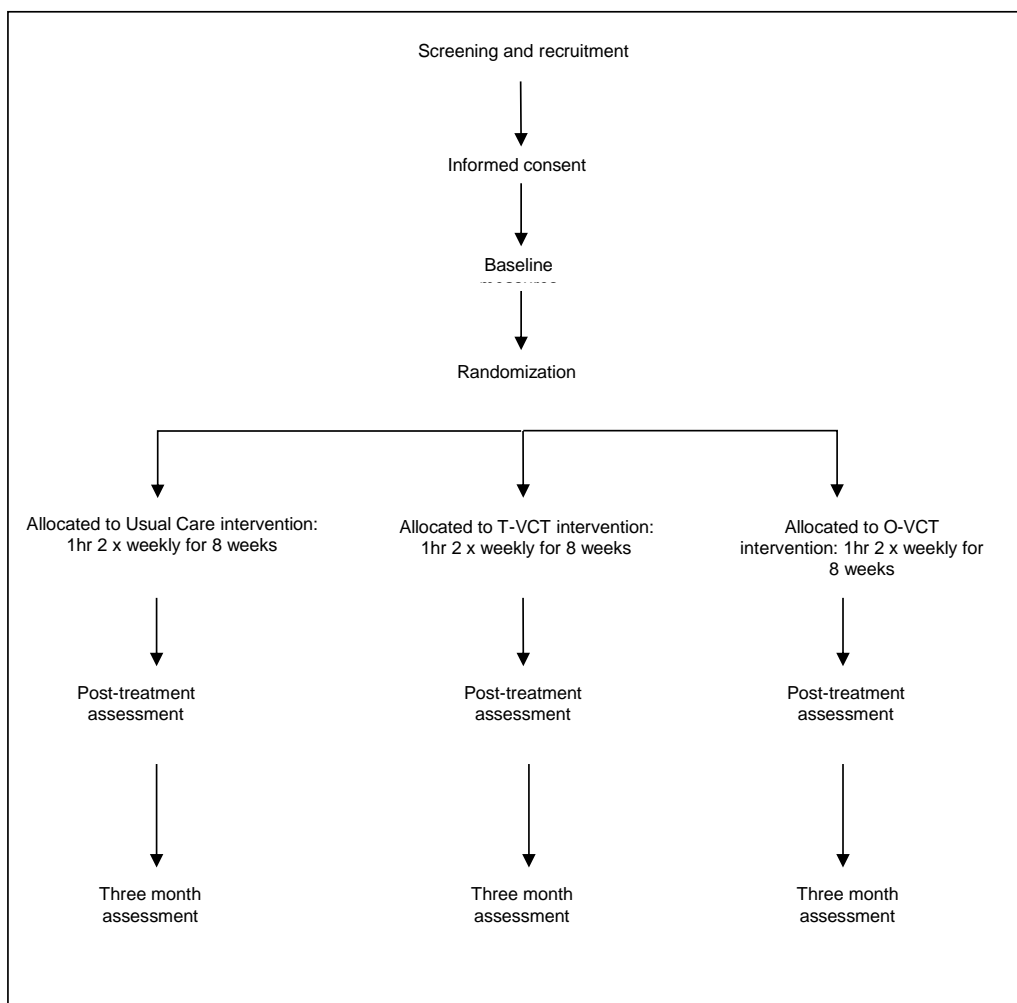 Screening and recruitment
Informed consent
Baseline
Randomization
Allocated to Usual Care intervention:
1hr 2 x weekly for 8 weeks
Allocated to T-VCT intervention:
1hr 2 x weekly for 8 weeks
Allocated to O-VCT
intervention: 1hr 2 x weekly for
8 weeks
Post-treatment
assessment
Post-treatment
assessment
Post-treatment
assessment
Three month
assessment
Three month
assessment
Three month
assessment